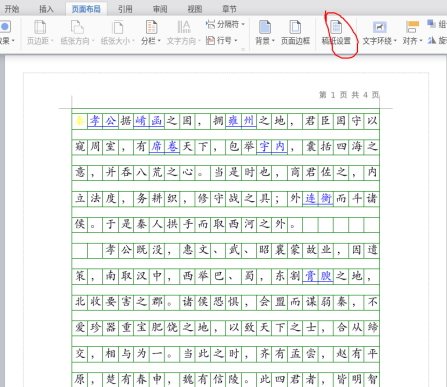 开始 插入 页面布局 引用 审阅 视图 章节
效果 页边距 纸张方向 纸张大小 分栏 文字方向 分隔符 行号 背景 页面边框 稿纸设置 文字环绕 对齐 组 旋
第 1 页 共 4 页
秦孝公据崤函之固，拥雍州之地，君臣固守以
窥周室，有席卷天下，包举宇内，囊括四海之
意，并吞八荒之心。当是时也，商君佐之，内
立法度，务耕织，修守战之具；外连衡而斗诸
侯。于是秦人拱手而取西河之外。
孝公既没，惠文、武、昭襄蒙故业，因遗
策，南取汉中，西举巴、蜀，东割膏腴之地，
北收要害之郡。诸侯恐惧，会盟而谋弱秦，不
爱珍器重宝肥饶之地，以致天下之士，合从缔
交，相与为一。当此之时，齐有孟尝，赵有平
原，楚有春申，魏有信陵。此四君者，皆明智